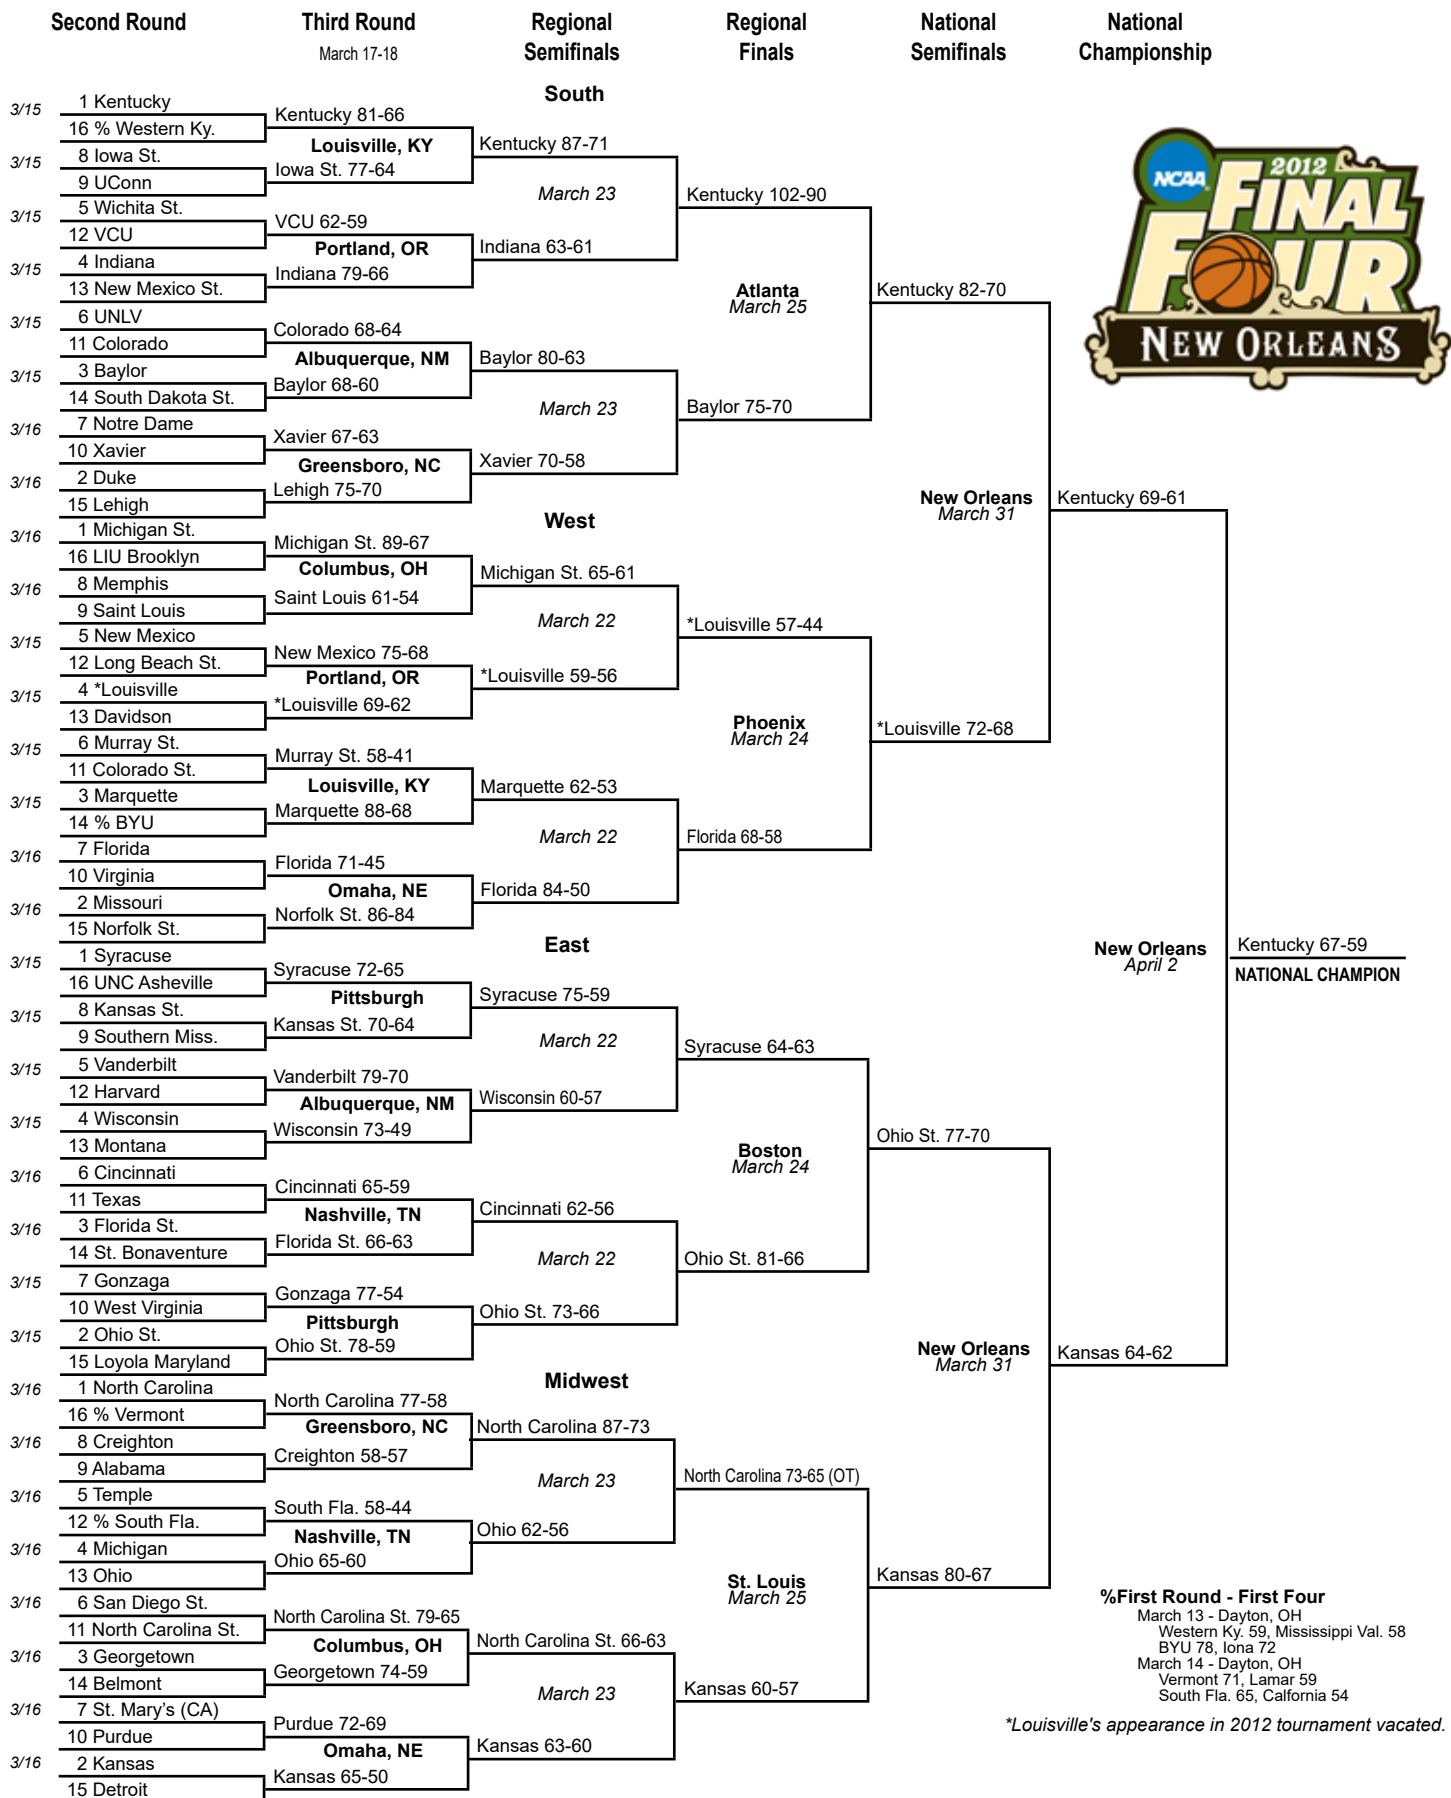 Second Round
Third Round
March 17-18
Regional
Semifinals
Regional
Finals
National
Semifinals
National
Championship
NCAA
2012
FINAL
FOUR
NEW ORLEANS
South
3/15
1 Kentucky
16 % Western Ky.
3/15
8 Iowa St.
9 UConn
3/15
5 Wichita St.
12 VCU
3/15
4 Indiana
13 New Mexico St.
3/15
6 UNLV
11 Colorado
3/15
3 Baylor
14 South Dakota St.
3/16
7 Notre Dame
10 Xavier
3/16
2 Duke
15 Lehigh
Kentucky 81-66
Louisville, KY
Iowa St. 77-64
VCU 62-59
Portland, OR
Indiana 79-66
Colorado 68-64
Albuquerque, NM
Baylor 68-60
Xavier 67-63
Greensboro, NC
Lehigh 75-70
Kentucky 87-71
March 23
Indiana 63-61
Baylor 80-63
March 23
Xavier 70-58
Kentucky 102-90
Atlanta
March 25
Baylor 75-70
Kentucky 82-70
West
3/16
1 Michigan St.
16 LIU Brooklyn
3/16
8 Memphis
9 Saint Louis
3/15
5 New Mexico
12 Long Beach St.
3/15
4 *Louisville
13 Davidson
3/15
6 Murray St.
11 Colorado St.
3/15
3 Marquette
14 % BYU
3/16
7 Florida
10 Virginia
3/16
2 Missouri
15 Norfolk St.
Michigan St. 89-67
Columbus, OH
Saint Louis 61-54
New Mexico 75-68
Portland, OR
*Louisville 69-62
Murray St. 58-41
Louisville, KY
Marquette 88-68
Florida 71-45
Omaha, NE
Norfolk St. 86-84
Michigan St. 65-61
March 22
*Louisville 59-56
Marquette 62-53
March 22
Florida 84-50
*Louisville 57-44
Phoenix
March 24
Florida 68-58
*Louisville 72-68
New Orleans
March 31
Kentucky 69-61
East
3/15
1 Syracuse
16 UNC Asheville
3/15
8 Kansas St.
9 Southern Miss.
3/15
5 Vanderbilt
12 Harvard
3/15
4 Wisconsin
13 Montana
3/16
6 Cincinnati
11 Texas
3/16
3 Florida St.
14 St. Bonaventure
3/15
7 Gonzaga
10 West Virginia
3/15
2 Ohio St.
15 Loyola Maryland
Syracuse 72-65
Pittsburgh
Kansas St. 70-64
Vanderbilt 79-70
Albuquerque, NM
Wisconsin 73-49
Cincinnati 65-59
Nashville, TN
Florida St. 66-63
Gonzaga 77-54
Pittsburgh
Ohio St. 78-59
Syracuse 75-59
March 22
Wisconsin 60-57
Cincinnati 62-56
March 22
Ohio St. 73-66
Syracuse 64-63
Boston
March 24
Ohio St. 81-66
Ohio St. 77-70
New Orleans
April 2
Kentucky 67-59
NATIONAL CHAMPION
Midwest
3/16
1 North Carolina
16 % Vermont
3/16
8 Creighton
9 Alabama
3/16
5 Temple
12 % South Fla.
3/16
4 Michigan
13 Ohio
3/16
6 San Diego St.
11 North Carolina St.
3/16
3 Georgetown
14 Belmont
3/16
7 St. Mary's (CA)
10 Purdue
3/16
2 Kansas
15 Detroit
North Carolina 77-58
Greensboro, NC
Creighton 58-57
South Fla. 58-44
Nashville, TN
Ohio 65-60
North Carolina St. 79-65
Columbus, OH
Georgetown 74-59
Purdue 72-69
Omaha, NE
Kansas 65-50
North Carolina 87-73
March 23
Ohio 62-56
North Carolina St. 66-63
March 23
Kansas 63-60
North Carolina 73-65 (OT)
St. Louis
March 25
Kansas 60-57
Kansas 80-67
New Orleans
March 31
Kansas 64-62
%First Round - First Four
March 13 - Dayton, OH
Western Ky. 59, Mississippi Val. 58
BYU 78, Iona 72
March 14 - Dayton, OH
Vermont 71, Lamar 59
South Fla. 65, Calfornia 54
*Louisville's appearance in 2012 tournament vacated.